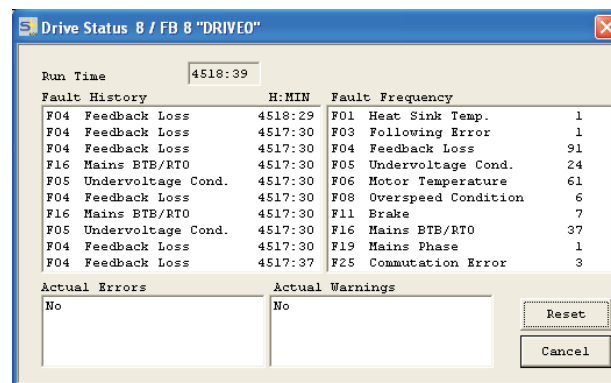 Drive Status 8 / FB 8 "DRIVE0"
Run Time 4518:39
Fault History H:MIN
F04 Feedback Loss 4518:29
F04 Feedback Loss 4517:30
F16 Mains BTB/RTO 4517:30
F05 Undervoltage Cond. 4517:30
F04 Feedback Loss 4517:30
F16 Mains BTB/RTO 4517:30
F05 Undervoltage Cond. 4517:30
F04 Feedback Loss 4517:30
F04 Feedback Loss 4517:37
Fault Frequency
F01 Heat Sink Temp. 1
F03 Following Error 1
F04 Feedback Loss 91
F05 Undervoltage Cond. 24
F06 Motor Temperature 61
F08 Overspeed Condition 6
F11 Brake 7
F16 Mains BTB/RTO 37
F19 Mains Phase 1
F25 Commutation Error 3
Actual Errors
No
Actual Warnings
No
Reset
Cancel